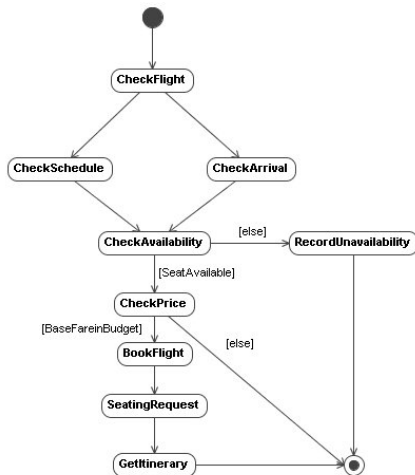 CheckFlight
CheckSchedule
CheckArrival
CheckAvailability
[else]
RecordUnavailability
[SeatAvailable]
CheckPrice
[BaseFareinBudget]
[else]
BookFlight
SeatingRequest
GetItinerary